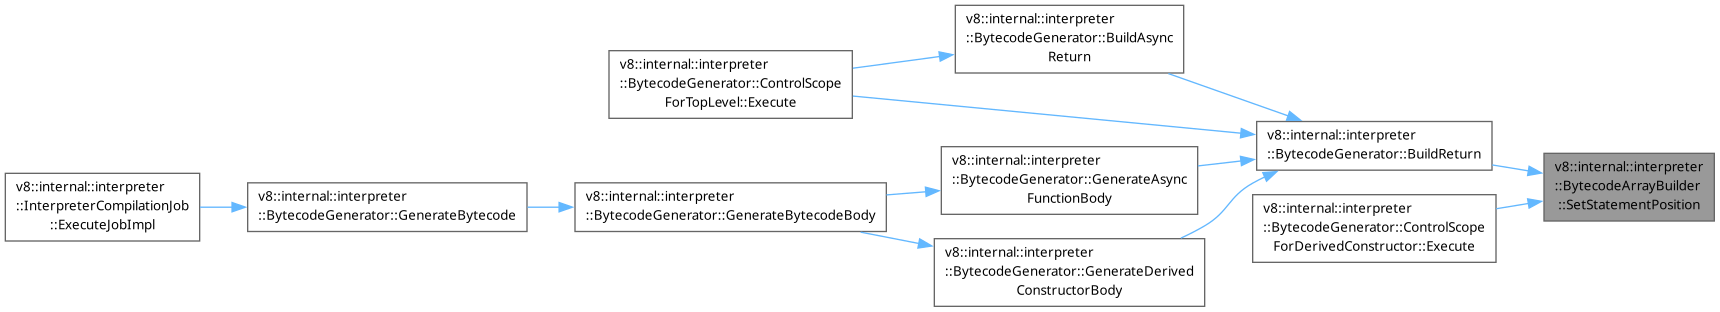 v8::internal::interpreter
::InterpreterCompilationJob
::ExecuteJobImpl
v8::internal::interpreter
::BytecodeGenerator::GenerateBytecode
v8::internal::interpreter
::BytecodeGenerator::GenerateBytecodeBody
v8::internal::interpreter
::BytecodeGenerator::ControlScope
ForTopLevel::Execute
v8::internal::interpreter
::BytecodeGenerator::BuildAsync
Return
v8::internal::interpreter
::BytecodeGenerator::GenerateAsync
FunctionBody
v8::internal::interpreter
::BytecodeGenerator::GenerateDerived
ConstructorBody
v8::internal::interpreter
::BytecodeGenerator::BuildReturn
v8::internal::interpreter
::BytecodeGenerator::ControlScope
ForDerivedConstructor::Execute
v8::internal::interpreter
::BytecodeArrayBuilder
::SetStatementPosition